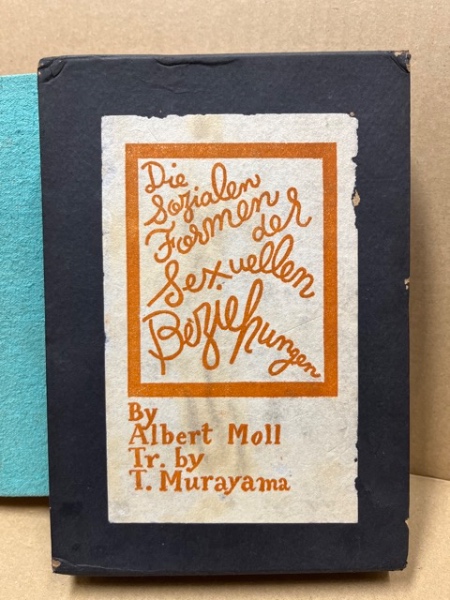 Die
Sozialen
Formen
der
Sexuellen
Beziehungen
By
Albert Moll
Tr. by
T. Murayama